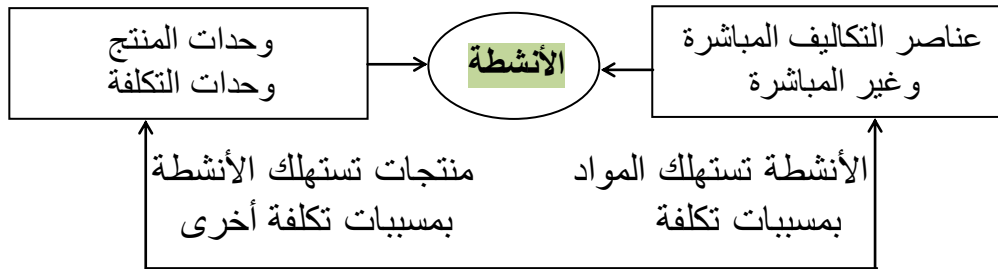 عناصر التكاليف المباشرة
وغير المباشرة
الأنشطة
وحدات المنتج
وحدات التكلفة
الأنشطة تستهلك المواد
بمسببات تكلفة
منتجات تستهلك الأنشطة
بمسببات تكلفة أخرى